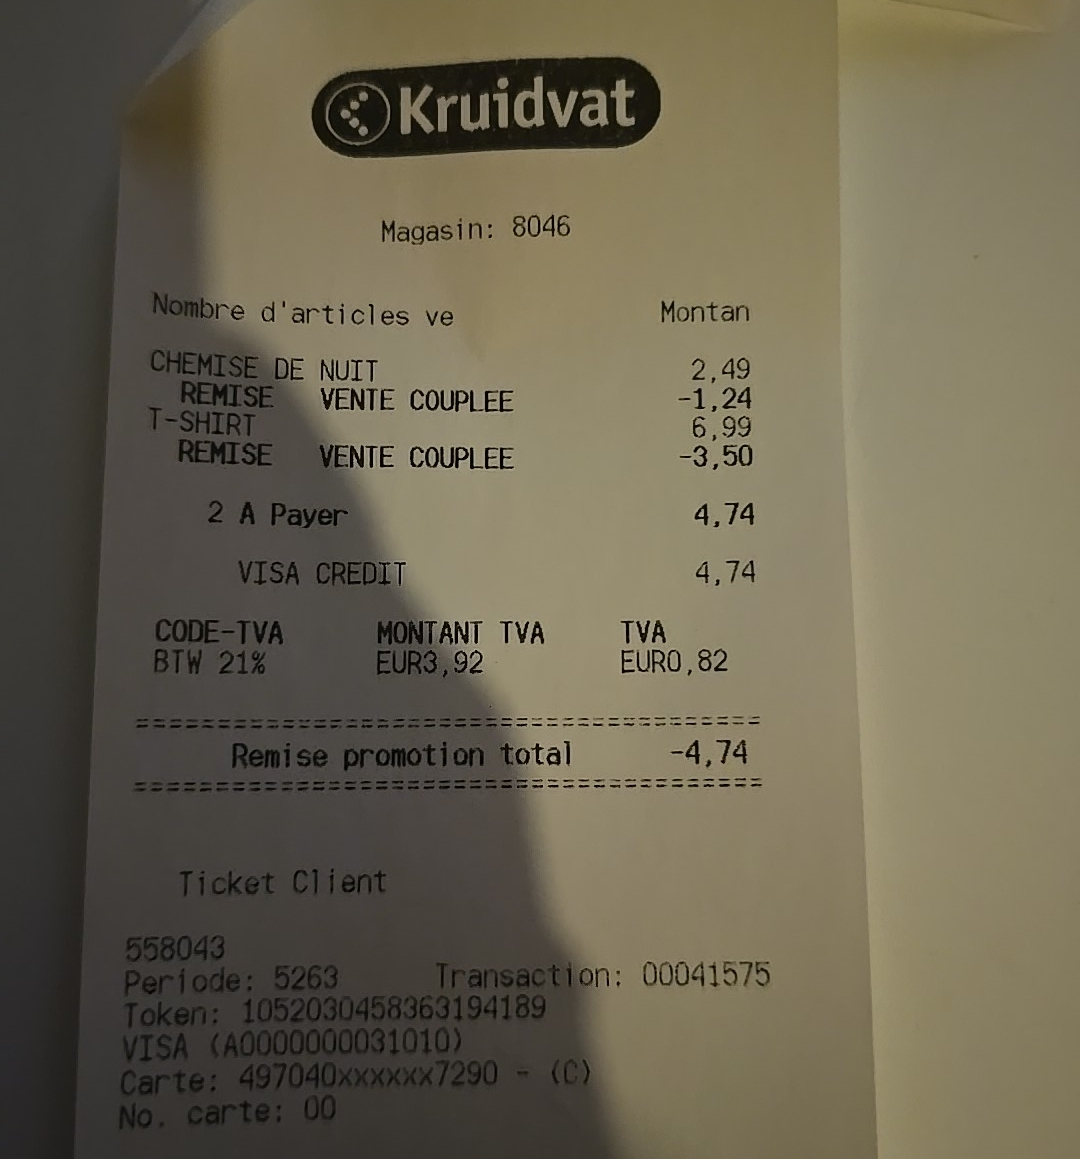 Kruidvat
Magasin: 8046
Nombre d'articles ve Montan
CHEMISE DE NUIT 2,49
REMISE VENTE COUPLEE -1,24
T-SHIRT 6,99
REMISE VENTE COUPLEE -3,50
2 A Payer 4,74
VISA CREDIT 4,74
CODE-TVA MONTANT TVA TVA
BTW 21% EUR3,92 EUR0,82
==========================================
Remise promotion total -4,74
==========================================
Ticket Client
558043
Periode: 5263 Transaction: 00041575
Token: 1052030458363194189
VISA (A0000000031010)
Carte: 497040xxxxxx7290 - (C)
No. carte: 00